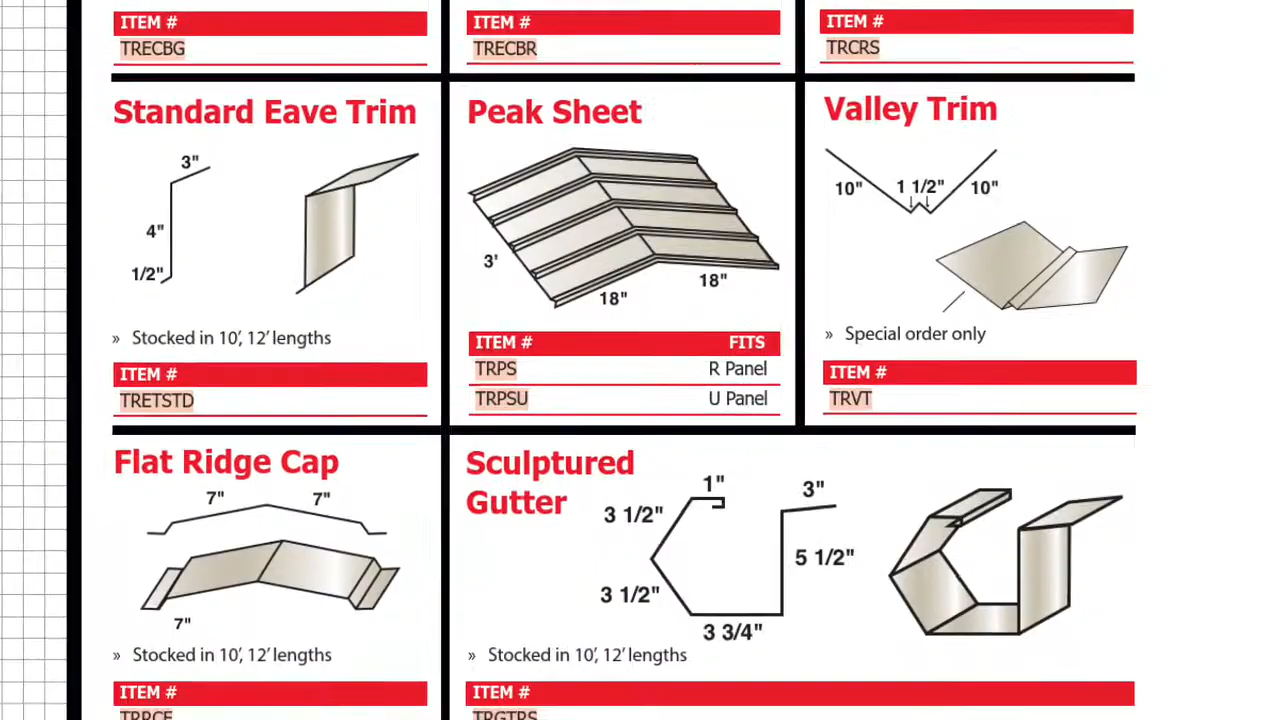 ITEM #
TRECBG
ITEM #
TRECBR
ITEM #
TRCRS
Standard Eave Trim
3"
4"
1/2"
» Stocked in 10', 12' lengths
ITEM #
TRETSTD
Peak Sheet
3'
18"
18"
ITEM # FITS
TRPS R Panel
TRPSU U Panel
Valley Trim
10" 1 1/2" 10"
» Special order only
ITEM #
TRVT
Flat Ridge Cap
7" 7"
7"
» Stocked in 10', 12' lengths
ITEM #
TRRCF
Sculptured
Gutter
1"
3"
3 1/2"
5 1/2"
3 1/2"
3 3/4"
» Stocked in 10', 12' lengths
ITEM #
TRGTRS